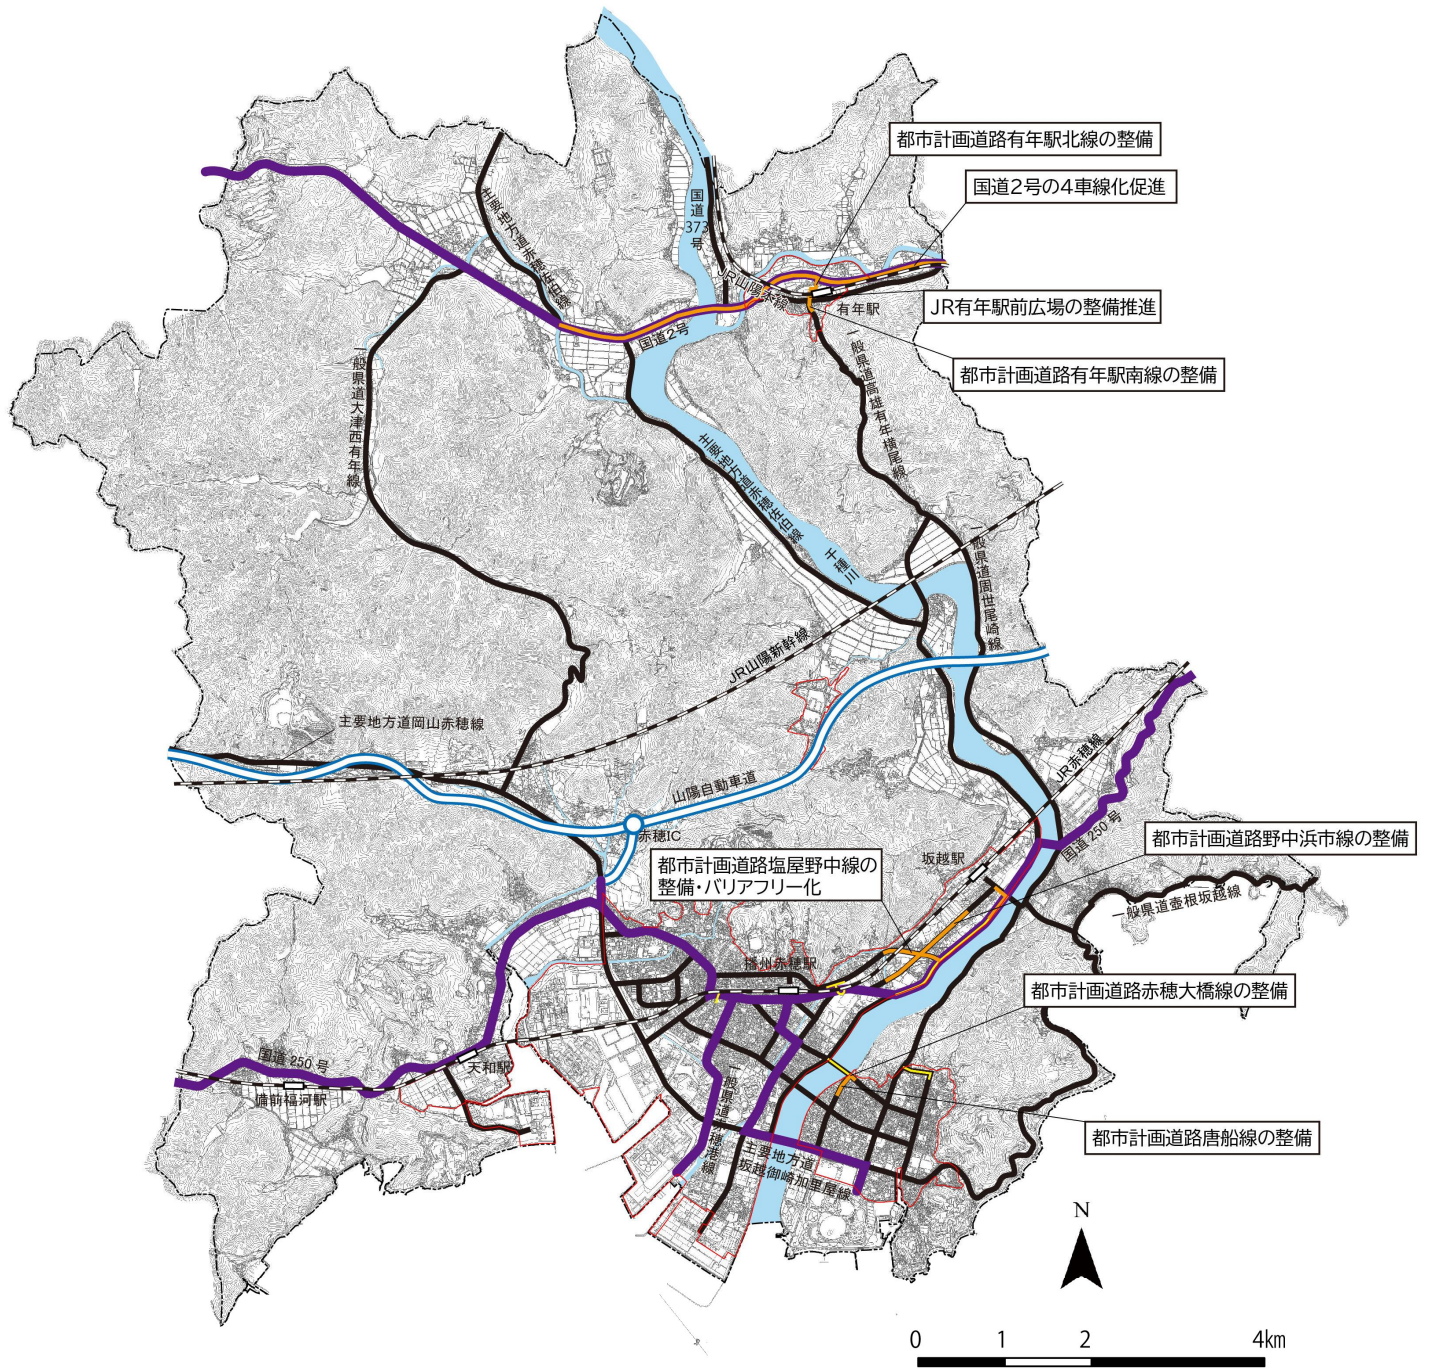 都市計画道路有年駅北線の整備
国道2号の4車線化促進
国道
373
号
主要地方道赤穂佐伯線
JR山陽本線
有年駅
JR有年駅前広場の整備推進
国道2号
都市計画道路有年駅南線の整備
一般県道大津西有年線
一般県道高雄有年横尾線
主要地方道赤穂佐伯線
千種川
一般県道周世尾崎線
JR山陽新幹線
主要地方道岡山赤穂線
JR赤穂線
山陽自動車道
赤穂IC
国道250号
都市計画道路野中浜市線の整備
坂越駅
都市計画道路塩屋野中線の
整備・バリアフリー化
一般県道壺根坂越線
播州赤穂駅
都市計画道路赤穂大橋線の整備
国道250号
天和駅
備前福河駅
一般県道赤穂港線
都市計画道路唐船線の整備
主要地方道
坂越御崎加里屋線
N
0 1 2 4km